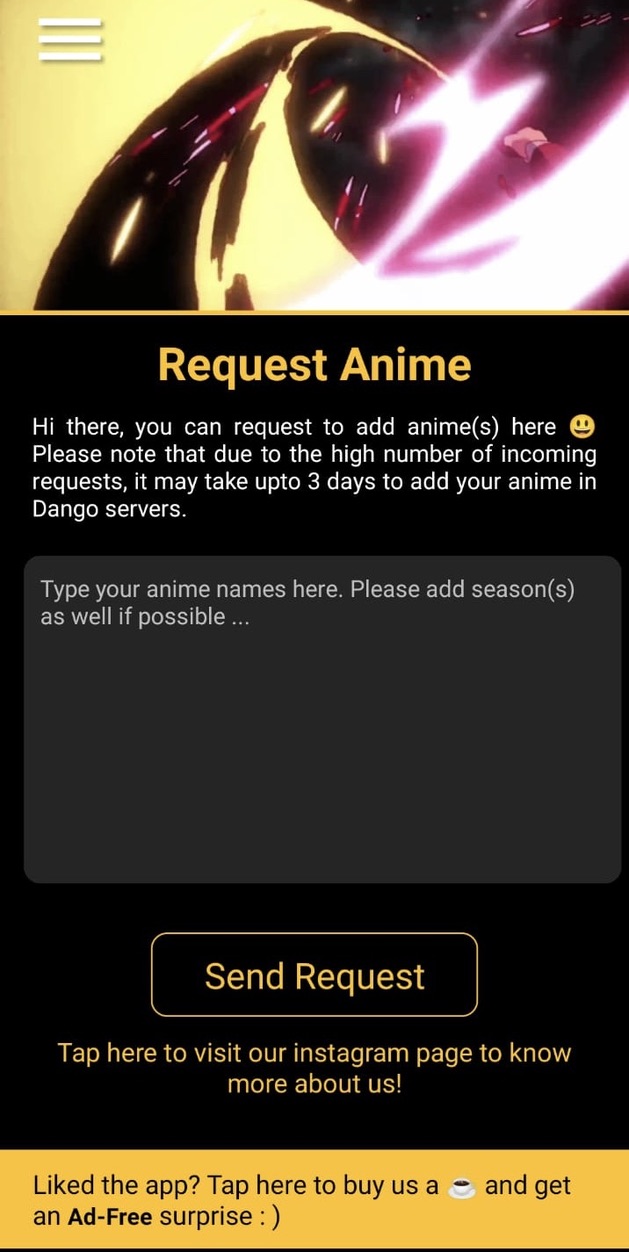 Request Anime
Hi there, you can request to add anime(s) here 😃
Please note that due to the high number of incoming
requests, it may take upto 3 days to add your anime in
Dango servers.
Type your anime names here. Please add season(s)
as well if possible ...
Send Request
Tap here to visit our instagram page to know
more about us!
Liked the app? Tap here to buy us a ☕ and get
an Ad-Free surprise : )